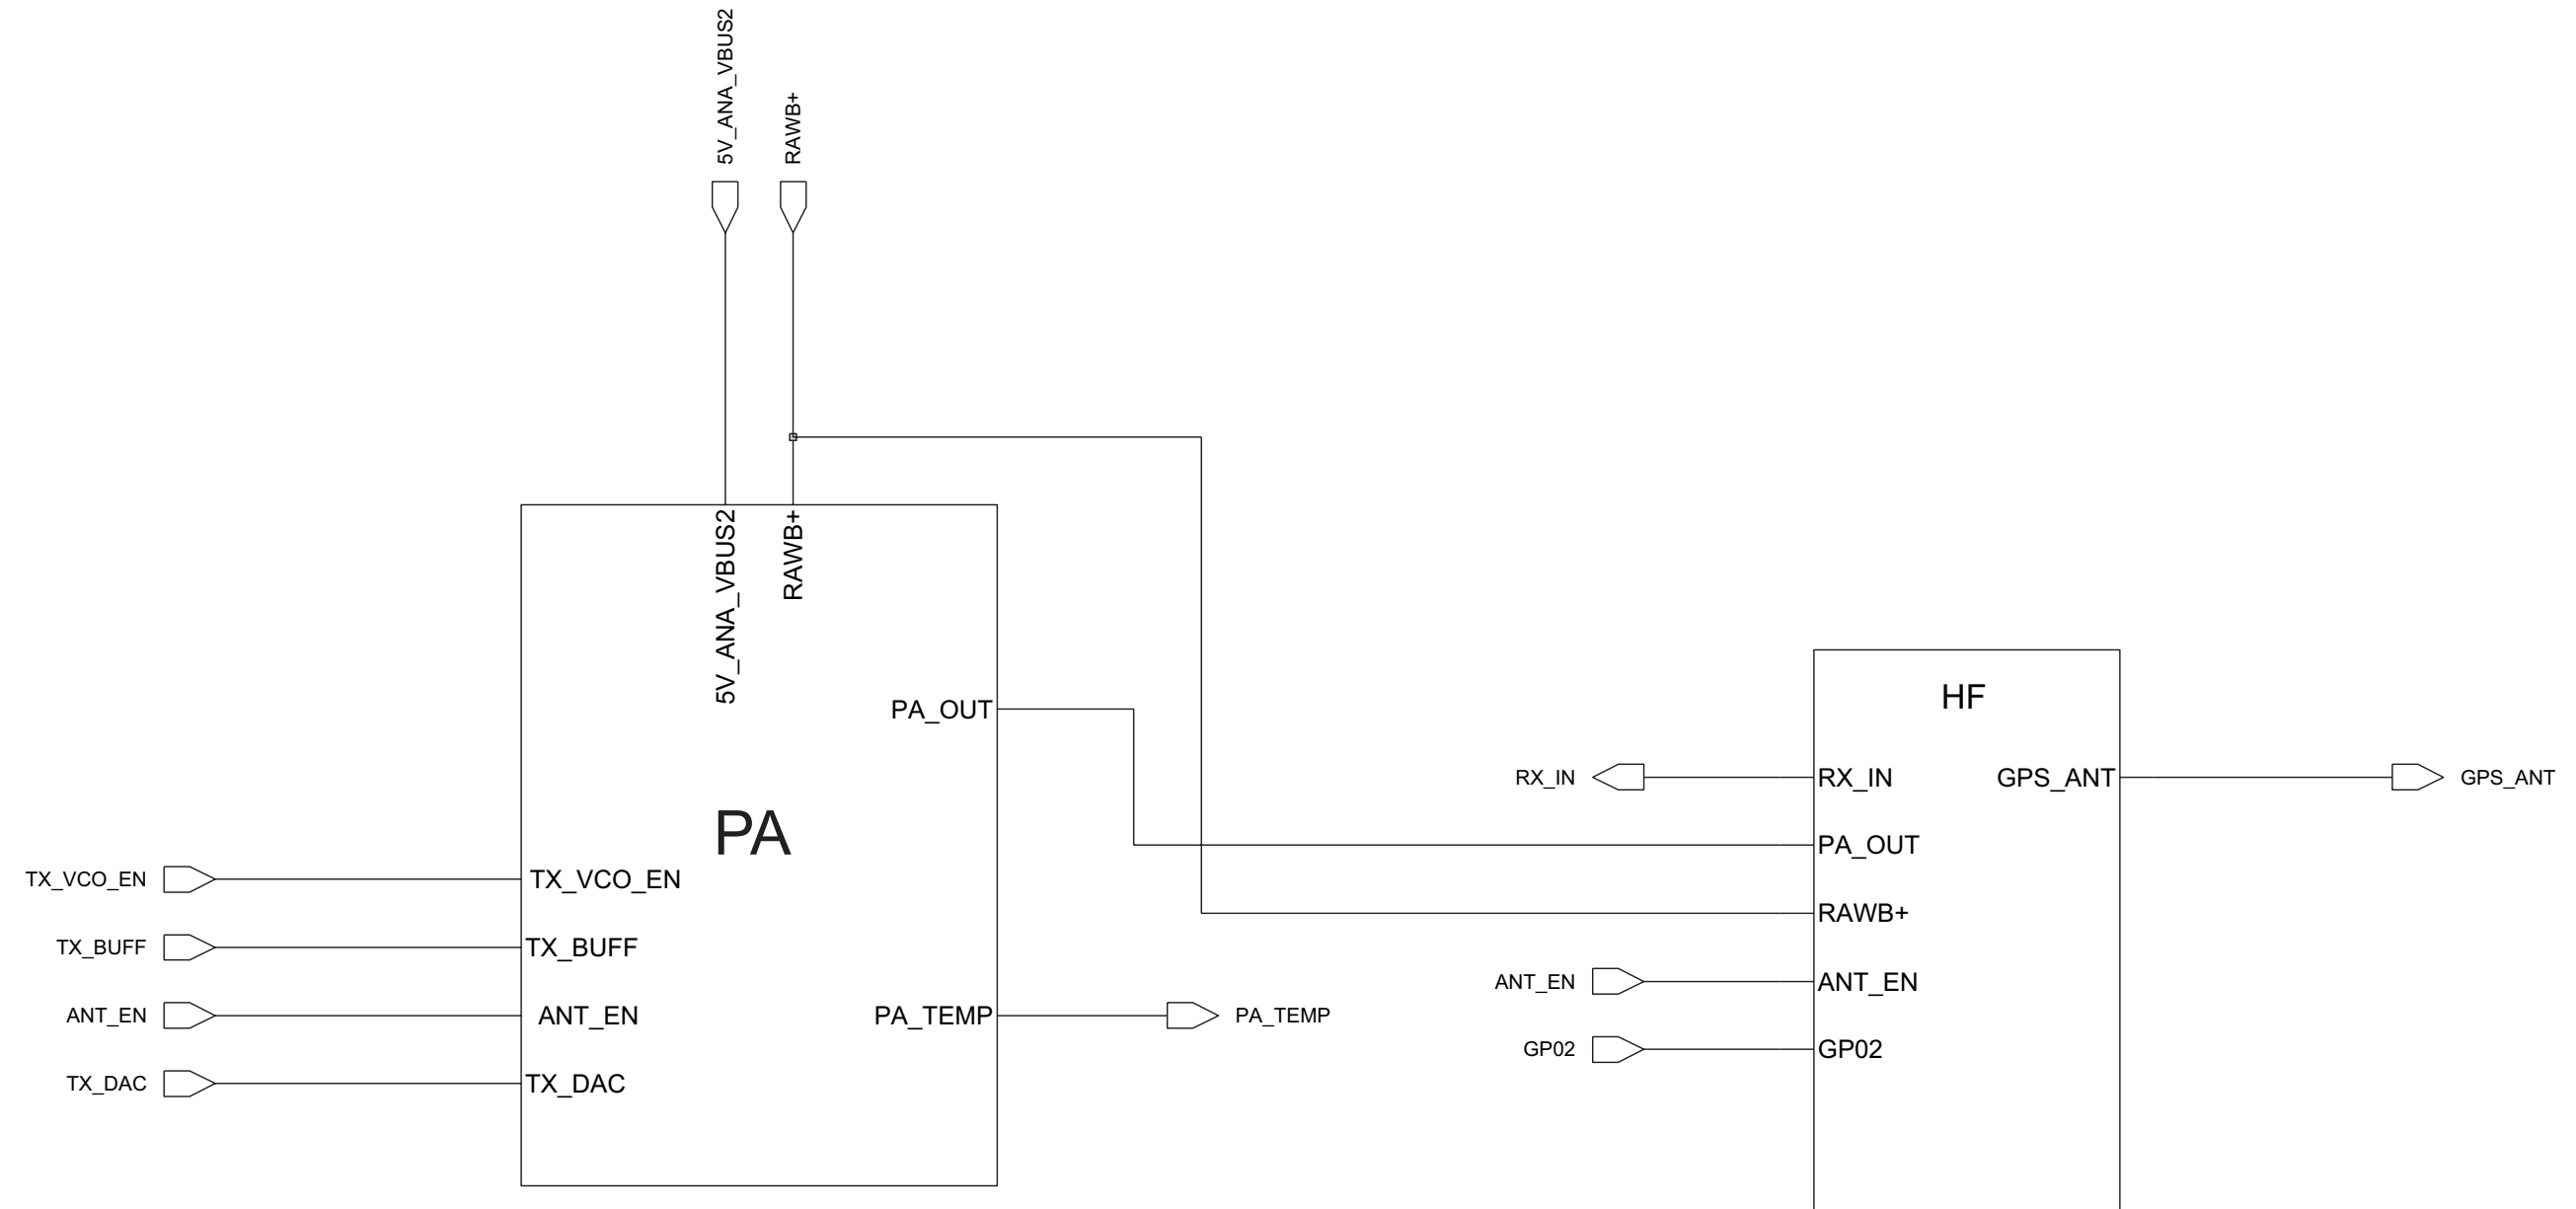 5V_ANA_VBUS2
RAWB+
5V_ANA_VBUS2
RAWB+
PA_OUT
PA
TX_VCO_EN
TX_VCO_EN
TX_BUFF
TX_BUFF
ANT_EN
ANT_EN
PA_TEMP
PA_TEMP
TX_DAC
TX_DAC
HF
RX_IN
RX_IN
GPS_ANT
GPS_ANT
PA_OUT
RAWB+
ANT_EN
ANT_EN
GP02
GP02